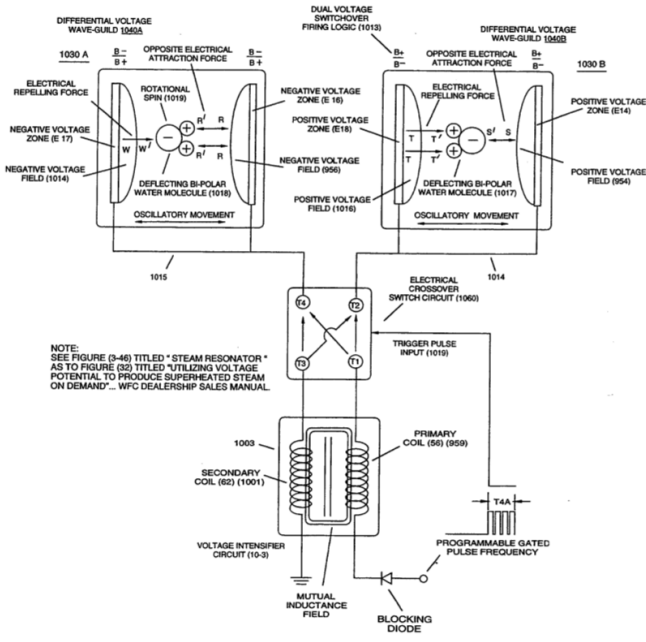 DIFFERENTIAL VOLTAGE
WAVE-GUILD 1040A
1030 A
B-
B+
OPPOSITE ELECTRICAL
ATTRACTION FORCE
B-
B+
DUAL VOLTAGE
SWITCHOVER
FIRING LOGIC (1013)
B+
B-
DIFFERENTIAL VOLTAGE
WAVE-GUILD 1040B
OPPOSITE ELECTRICAL
ATTRACTION FORCE
B+
B-
1030 B
ELECTRICAL
REPELLING FORCE
ROTATIONAL
SPIN (1019)
NEGATIVE VOLTAGE
ZONE (E 16)
NEGATIVE VOLTAGE
ZONE (E 17)
NEGATIVE VOLTAGE
FIELD (1014)
NEGATIVE VOLTAGE
FIELD (956)
W W'
R' R
R' R
+
+
−
DEFLECTING BI-POLAR
WATER MOLECULE (1018)
OSCILLATORY MOVEMENT
ELECTRICAL
REPELLING FORCE
POSITIVE VOLTAGE
ZONE (E18)
POSITIVE VOLTAGE
ZONE (E14)
T T'
T T'
S' S
+
+
−
DEFLECTING BI-POLAR
WATER MOLECULE (1017)
POSITIVE VOLTAGE
FIELD (1016)
POSITIVE VOLTAGE
FIELD (954)
OSCILLATORY MOVEMENT
1015
1014
T4
T2
T3
T1
ELECTRICAL
CROSSOVER
SWITCH CIRCUIT (1060)
TRIGGER PULSE
INPUT (1019)
NOTE:
SEE FIGURE (3-46) TITLED " STEAM RESONATOR "
AS TO FIGURE (32) TITLED "UTILIZING VOLTAGE
POTENTIAL TO PRODUCE SUPERHEATED STEAM
ON DEMAND"... WFC DEALERSHIP SALES MANUAL.
1003
PRIMARY
COIL (56) (959)
SECONDARY
COIL (62) (1001)
VOLTAGE INTENSIFIER
CIRCUIT (10-3)
MUTUAL
INDUCTANCE
FIELD
T4A
PROGRAMMABLE GATED
PULSE FREQUENCY
BLOCKING
DIODE